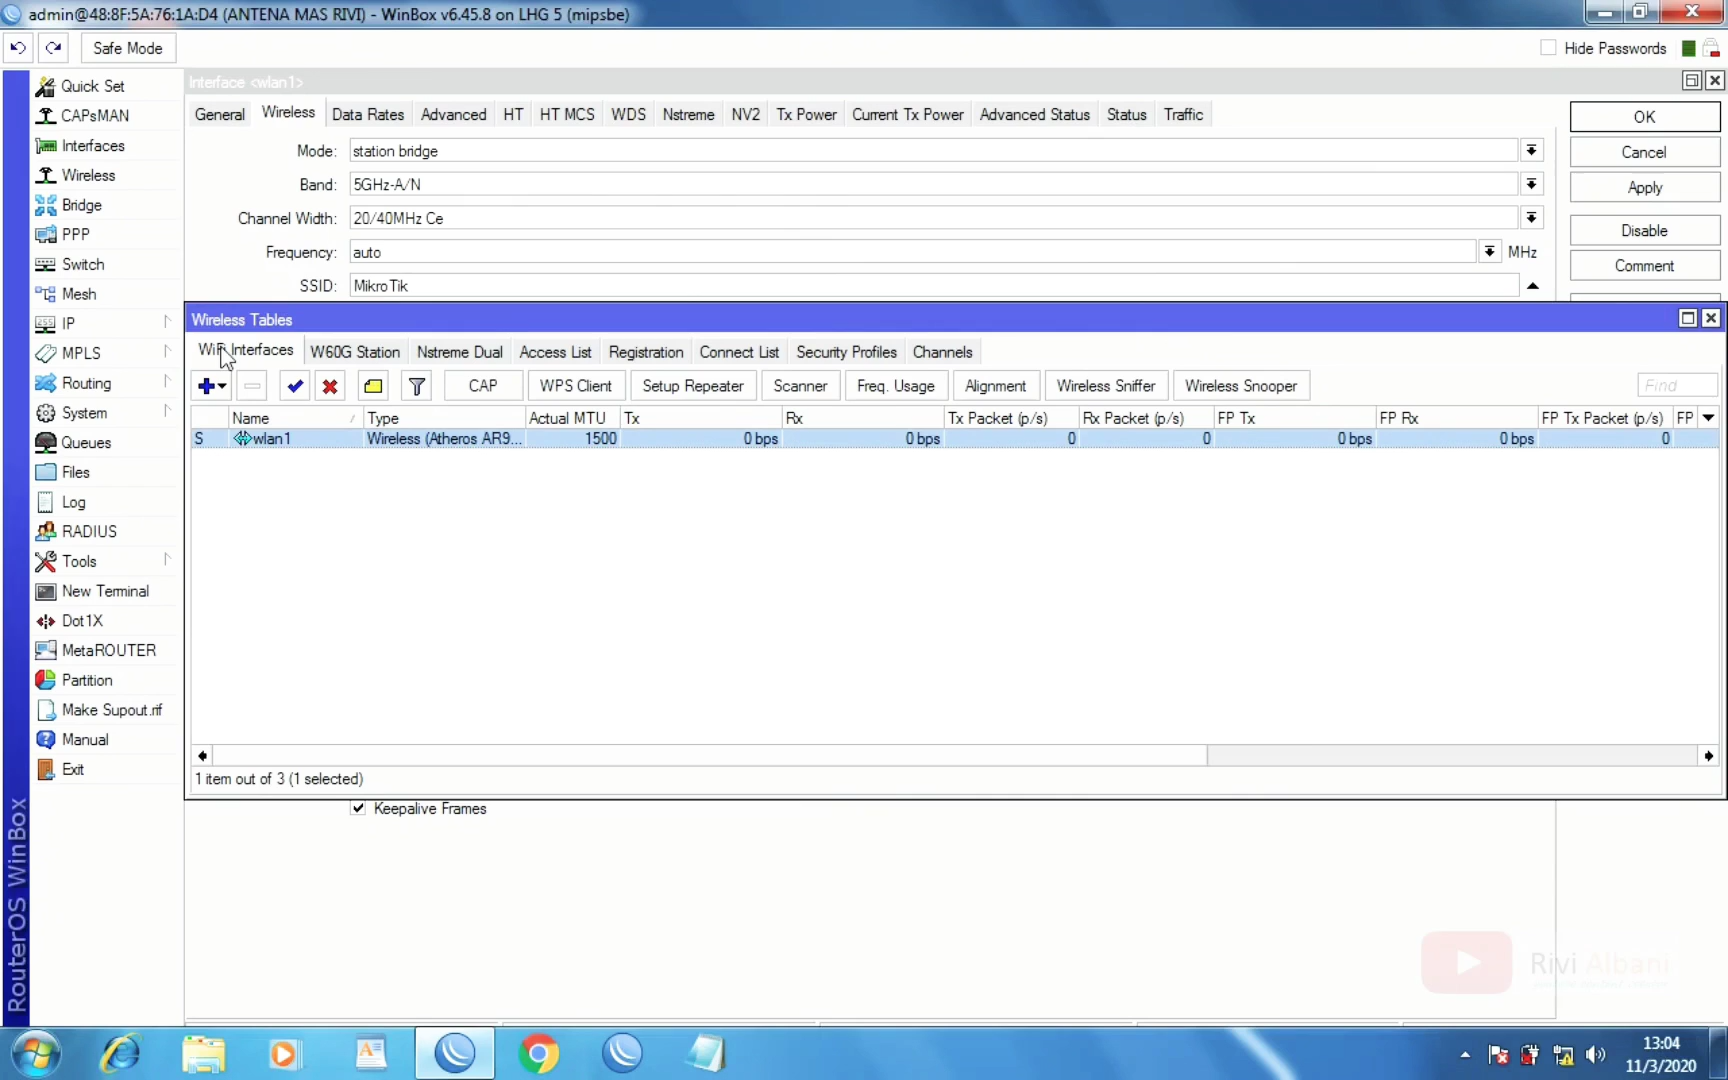 admin@48:8F:5A:76:1A:D4 (ANTENA MAS RIVI) - WinBox v6.45.8 on LHG 5 (mipsbe)
Safe Mode
Hide Passwords
Quick Set
CAPsMAN
Interfaces
Wireless
Bridge
PPP
Switch
Mesh
IP
MPLS
Routing
System
Queues
Files
Log
RADIUS
Tools
New Terminal
Dot1X
MetaROUTER
Partition
Make Supout.rif
Manual
Exit
RouterOS WinBox
Interface <wlan1>
General Wireless Data Rates Advanced HT HT MCS WDS Nstreme NV2 Tx Power Current Tx Power Advanced Status Status Traffic
Mode: station bridge
Band: 5GHz-A/N
Channel Width: 20/40MHz Ce
Frequency: auto MHz
SSID: MikroTik
OK
Cancel
Apply
Disable
Comment
Wireless Tables
WiFi Interfaces W60G Station Nstreme Dual Access List Registration Connect List Security Profiles Channels
CAP WPS Client Setup Repeater Scanner Freq. Usage Alignment Wireless Sniffer Wireless Snooper Find
Name Type Actual MTU Tx Rx Tx Packet (p/s) Rx Packet (p/s) FP Tx FP Rx FP Tx Packet (p/s) FP
S wlan1 Wireless (Atheros AR9... 1500 0 bps 0 bps 0 0 0 bps 0 bps 0
1 item out of 3 (1 selected)
Keepalive Frames
Rivi Albani
13:04
11/3/2020